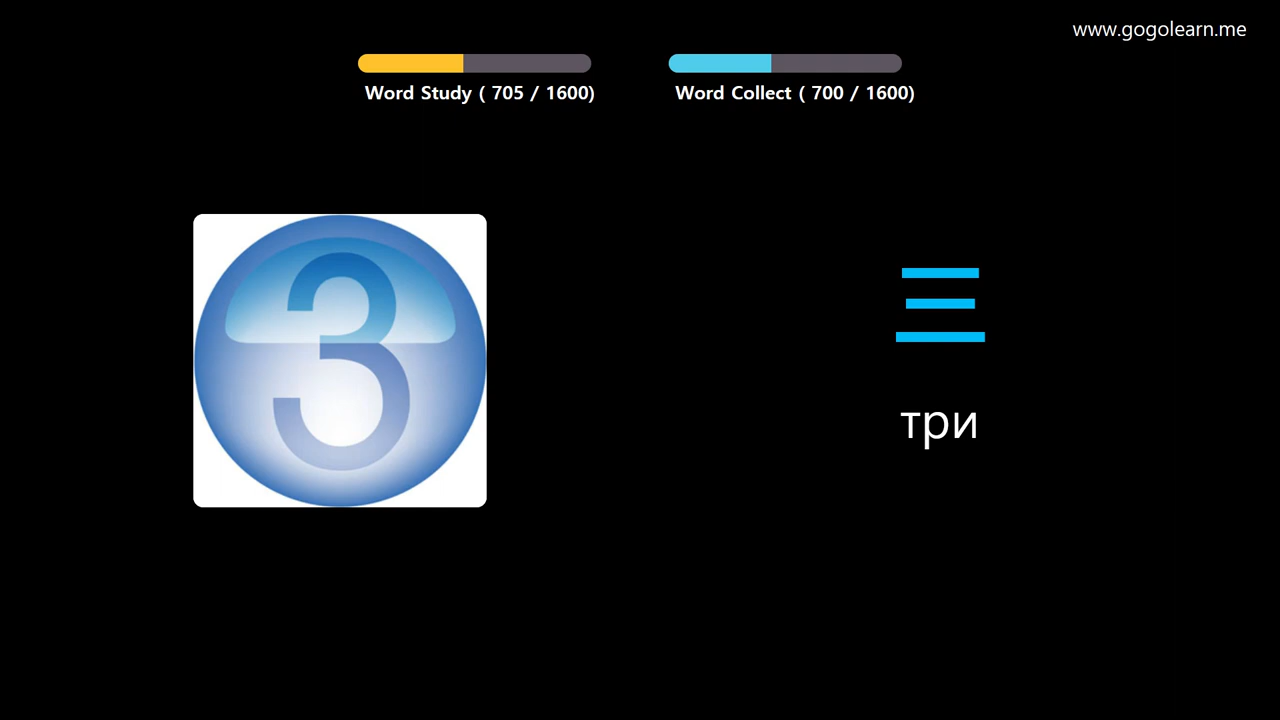 www.gogolearn.me
Word Study ( 705 / 1600)
Word Collect ( 700 / 1600)
3
三
три